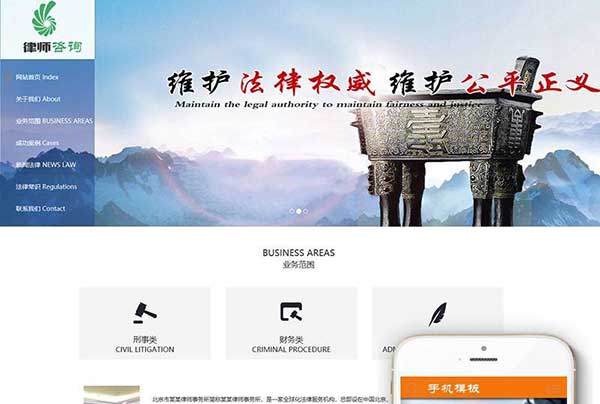 律师咨询
网站首页 Index
关于我们 About
业务范围 BUSINESS AREAS
成功案例 Cases
新闻法律 NEWS LAW
法律常识 Regulations
联系我们 Contact
维护法律权威 维护公平正义
Maintain the legal authority to maintain fairness and justice
BUSINESS AREAS
业务范围
刑事类
CIVIL LITIGATION
财务类
CRIMINAL PROCEDURE
手机模板
北京市某某律师事务所简称某某律师事务所，是一家全球化法律服务机构，总部设在中国北京，